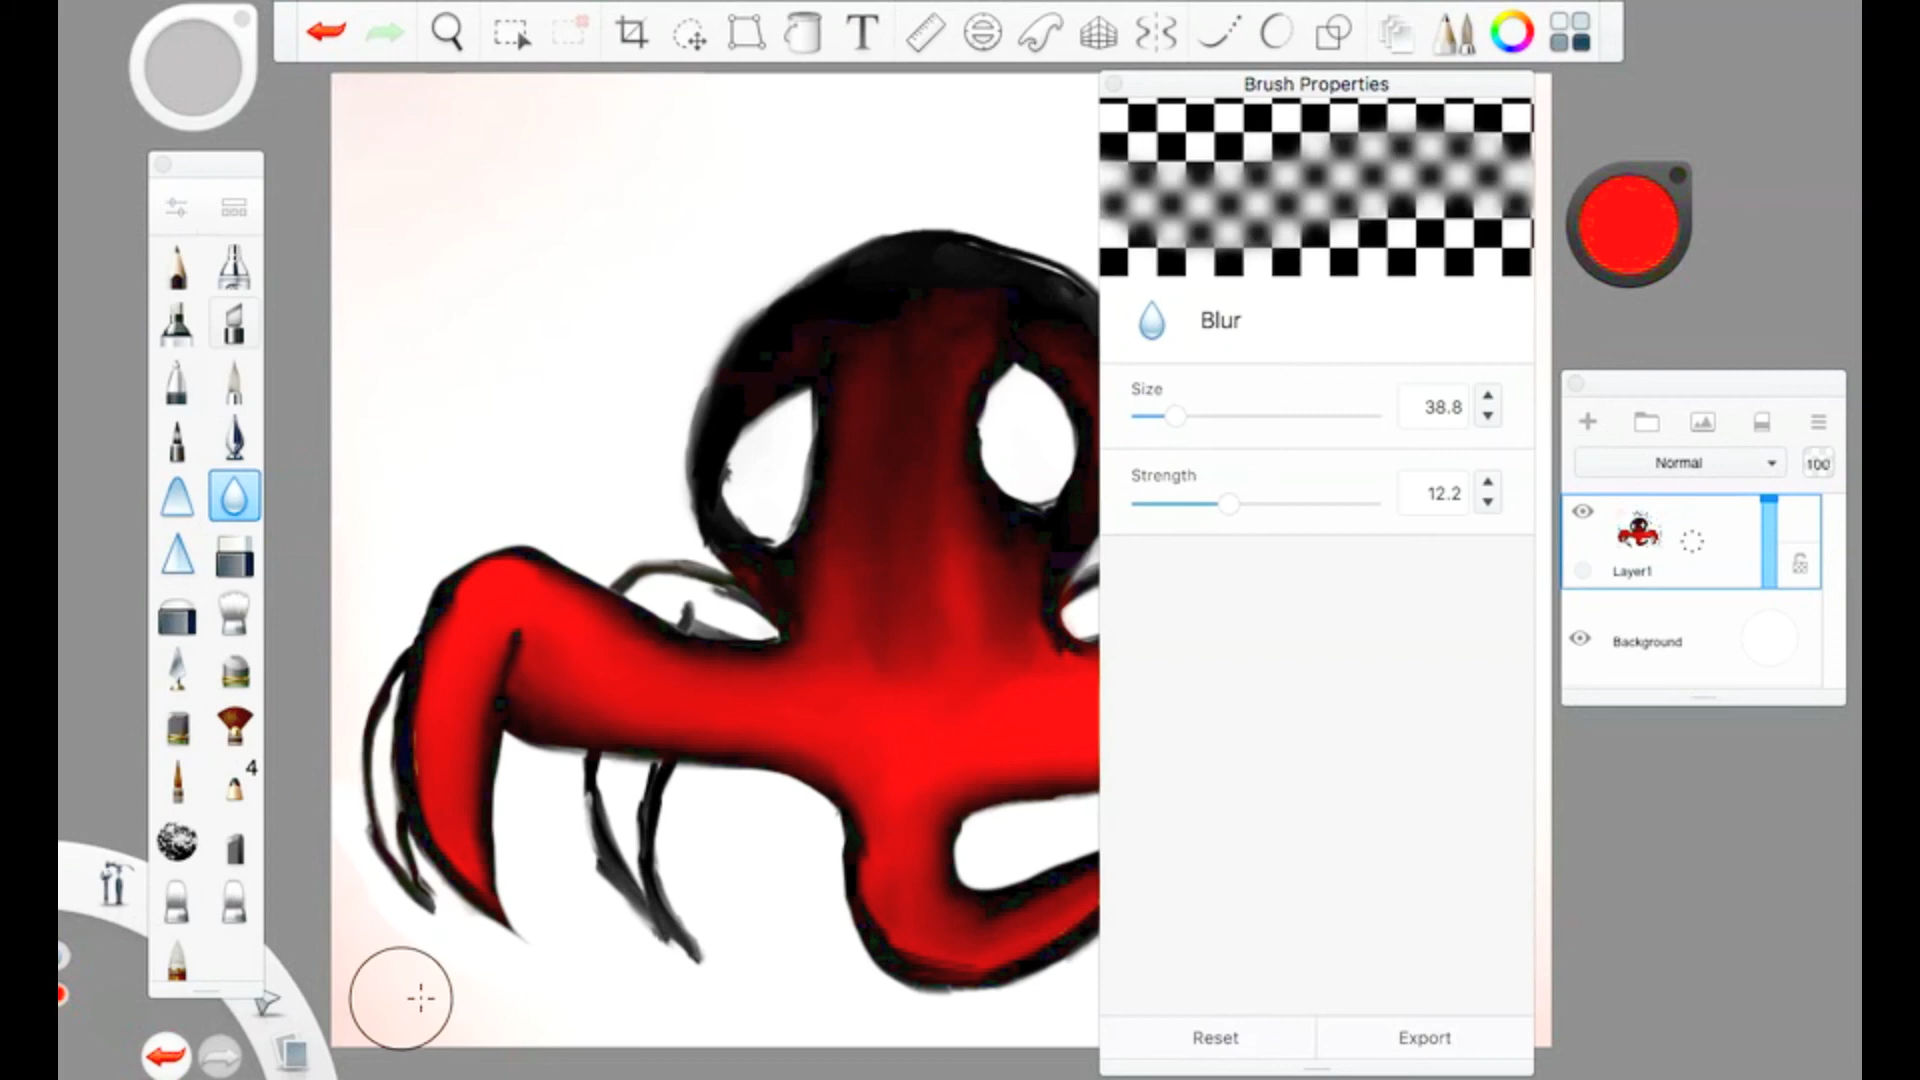 T
Brush Properties
Blur
Size
38.8
Strength
12.2
Reset
Export
4
Normal
100
Layer1
Background